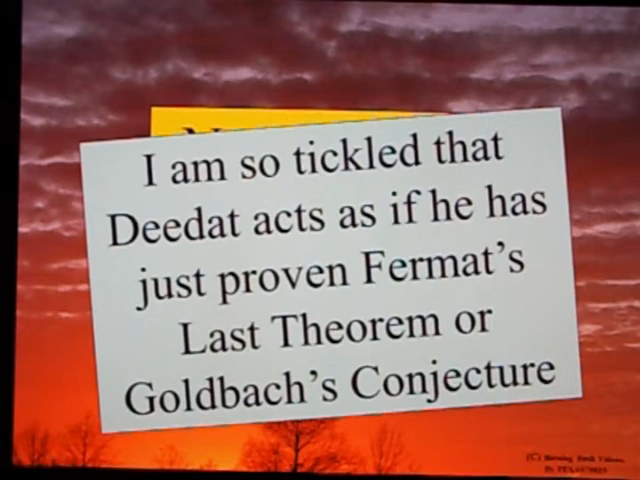 I am so tickled that
Deedat acts as if he has
just proven Fermat's
Last Theorem or
Goldbach's Conjecture